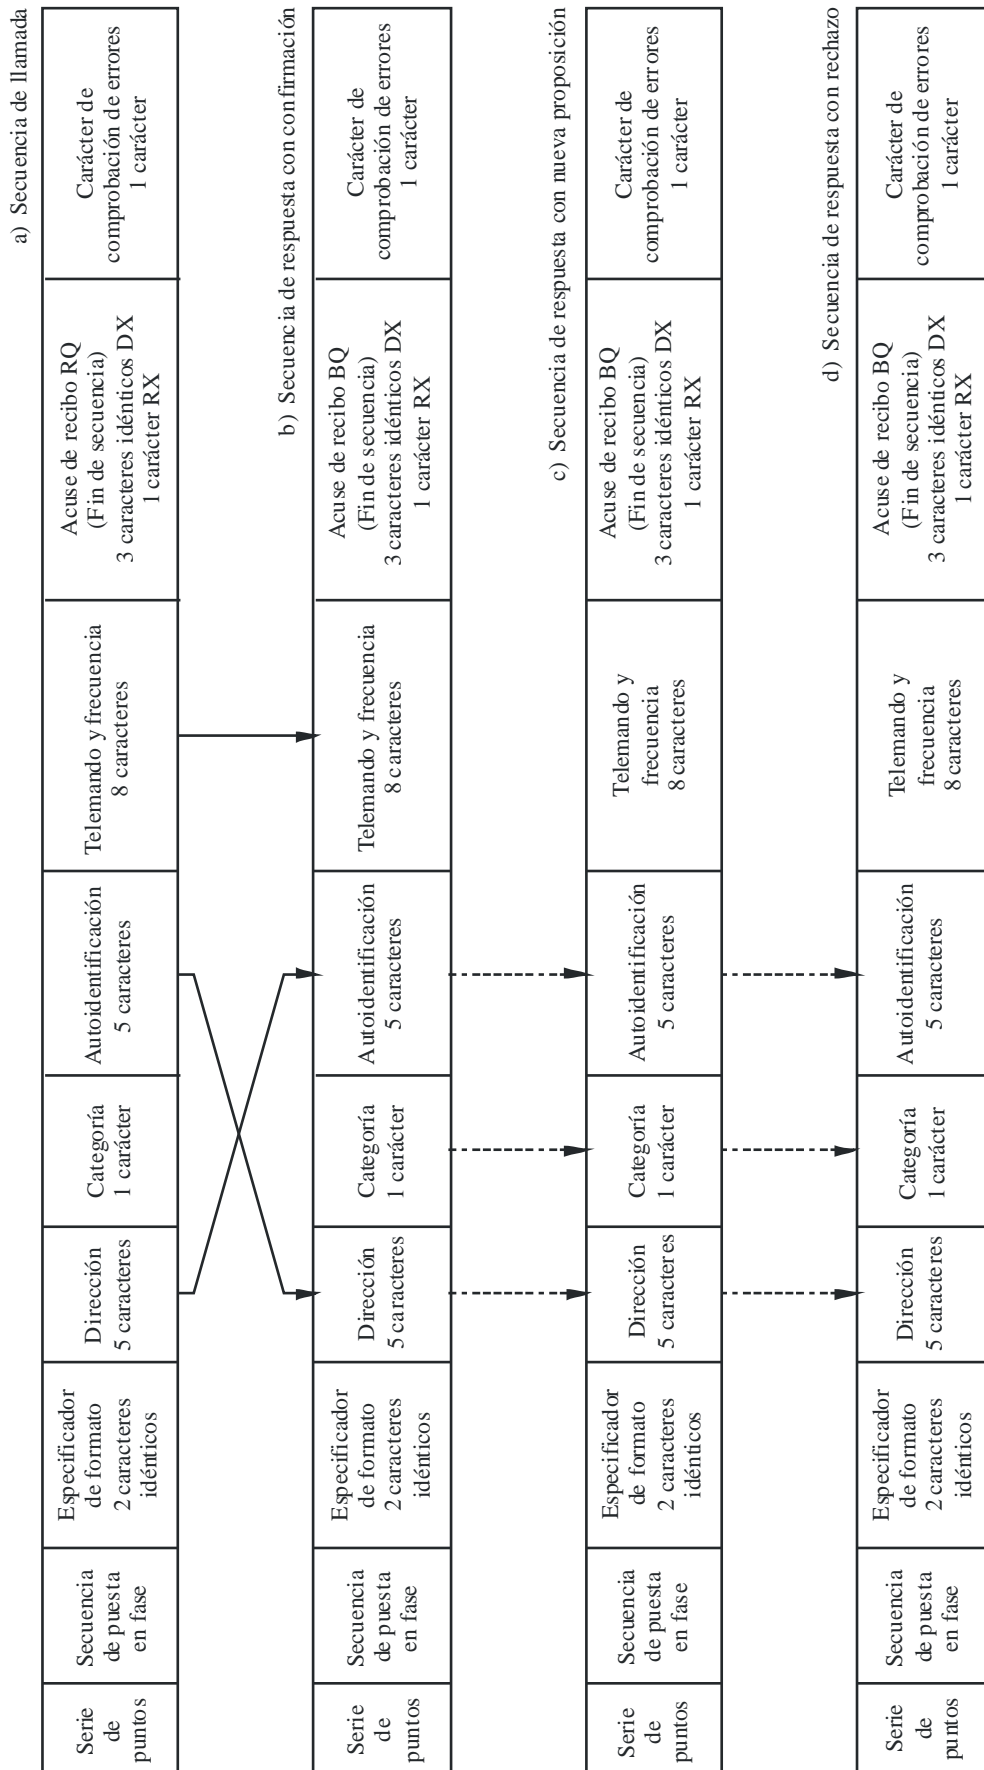 a) Secuencia de llamada
Serie
de
puntos
Secuencia
de puesta
en fase
Especificador
de formato
2 caracteres
idénticos
Dirección
5 caracteres
Categoría
1 carácter
Autoidentificación
5 caracteres
Telemando y frecuencia
8 caracteres
Acuse de recibo RQ
(Fin de secuencia)
3 caracteres idénticos DX
1 carácter RX
Carácter de
comprobación de errores
1 carácter
b) Secuencia de respuesta con confirmación
Serie
de
puntos
Secuencia
de puesta
en fase
Especificador
de formato
2 caracteres
idénticos
Dirección
5 caracteres
Categoría
1 carácter
Autoidentificación
5 caracteres
Telemando y frecuencia
8 caracteres
Acuse de recibo BQ
(Fin de secuencia)
3 caracteres idénticos DX
1 carácter RX
Carácter de
comprobación de errores
1 carácter
c) Secuencia de respuesta con nueva proposición
Serie
de
puntos
Secuencia
de puesta
en fase
Especificador
de formato
2 caracteres
idénticos
Dirección
5 caracteres
Categoría
1 carácter
Autoidentificación
5 caracteres
Telemando y
frecuencia
8 caracteres
Acuse de recibo BQ
(Fin de secuencia)
3 caracteres idénticos DX
1 carácter RX
Carácter de
comprobación de errores
1 carácter
d) Secuencia de respuesta con rechazo
Serie
de
puntos
Secuencia
de puesta
en fase
Especificador
de formato
2 caracteres
idénticos
Dirección
5 caracteres
Categoría
1 carácter
Autoidentificación
5 caracteres
Telemando y
frecuencia
8 caracteres
Acuse de recibo BQ
(Fin de secuencia)
3 caracteres idénticos DX
1 carácter RX
Carácter de
comprobación de errores
1 carácter